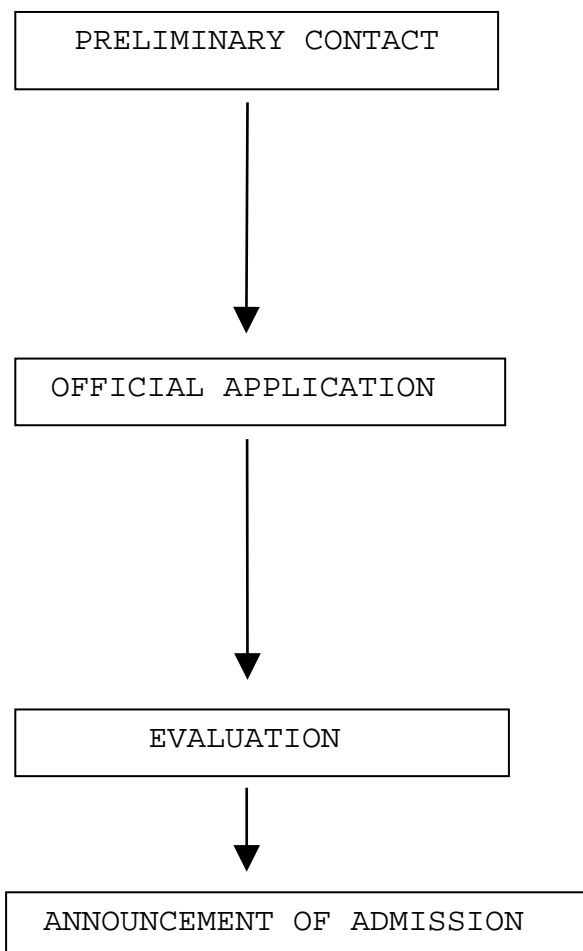 PRELIMINARY CONTACT
OFFICIAL APPLICATION
EVALUATION
ANNOUNCEMENT OF ADMISSION